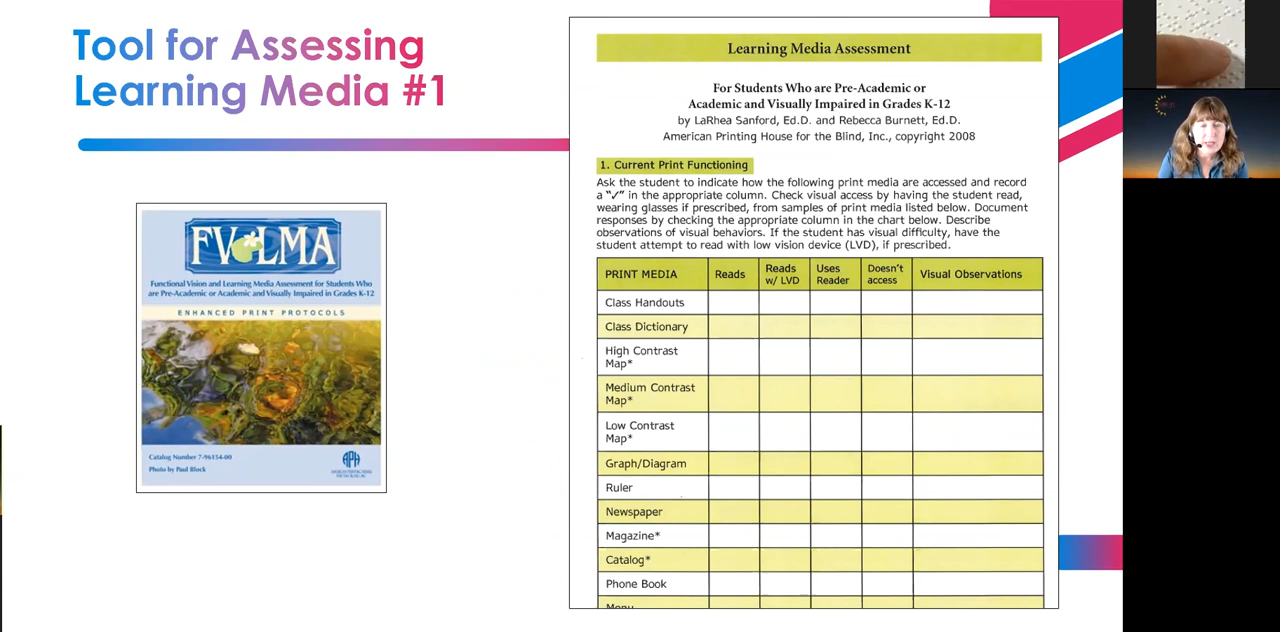 Tool for Assessing
Learning Media #1
FV LMA
Functional Vision and Learning Media Assessment for Students Who
are Pre-Academic or Academic and Visually Impaired in Grades K-12
ENHANCED PRINT PROTOCOLS
Catalog Number 7-96154-00
Photo by Paul Block
APH
Learning Media Assessment
For Students Who are Pre-Academic or
Academic and Visually Impaired in Grades K-12
by LaRhea Sanford, Ed.D. and Rebecca Burnett, Ed.D.
American Printing House for the Blind, Inc., copyright 2008
1. Current Print Functioning
Ask the student to indicate how the following print media are accessed and record
a “✓” in the appropriate column. Check visual access by having the student read,
wearing glasses if prescribed, from samples of print media listed below. Document
responses by checking the appropriate column in the chart below. Describe
observations of visual behaviors. If the student has visual difficulty, have the
student attempt to read with low vision device (LVD), if prescribed.
PRINT MEDIA Reads Reads w/ LVD Uses Reader Doesn’t access Visual Observations
Class Handouts
Class Dictionary
High Contrast
Map*
Medium Contrast
Map*
Low Contrast
Map*
Graph/Diagram
Ruler
Newspaper
Magazine*
Catalog*
Phone Book
Menu